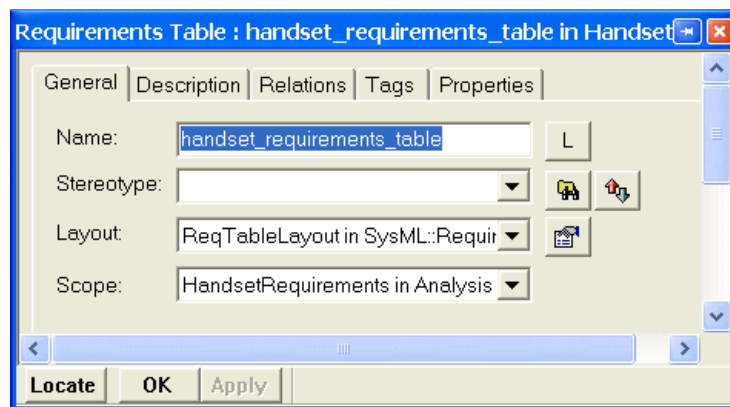 Requirements Table : handset_requirements_table in Handset
General Description Relations Tags Properties
Name: handset_requirements_table L
Stereotype:
Layout: ReqTableLayout in SysML::Requir
Scope: HandsetRequirements in Analysis
Locate OK Apply